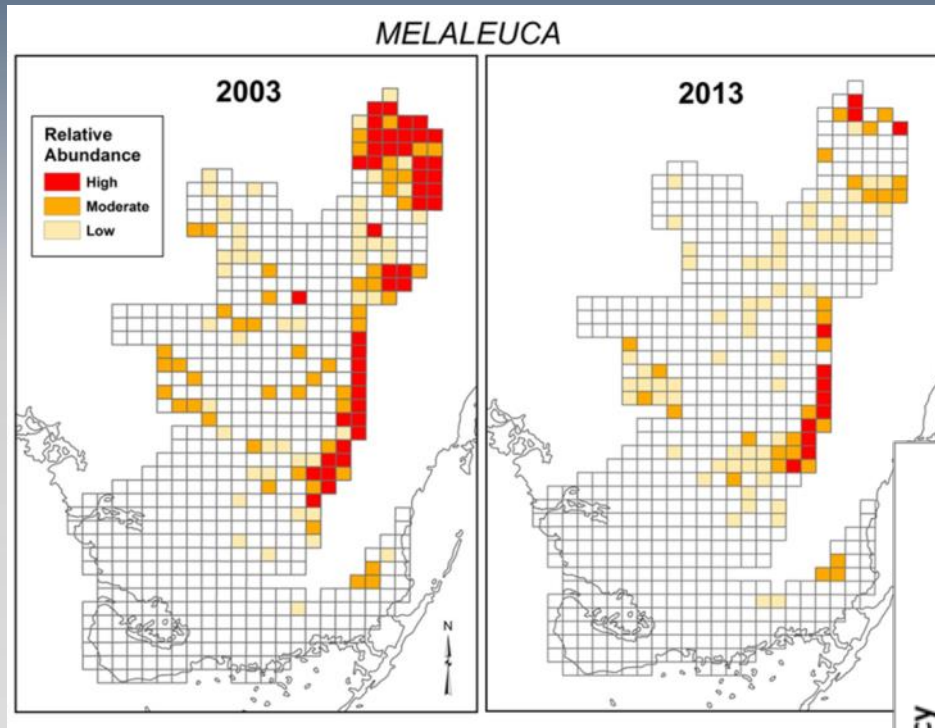 MELALEUCA
2003
Relative
Abundance
High
Moderate
Low
N
2013